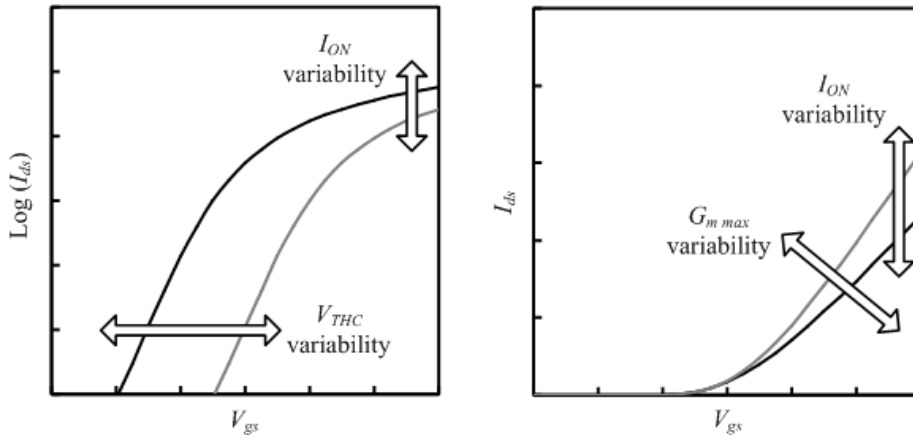 I_ON
variability
Log (I_ds)
V_THC
variability
V_gs
I_ON
variability
I_ds
G_m max
variability
V_gs